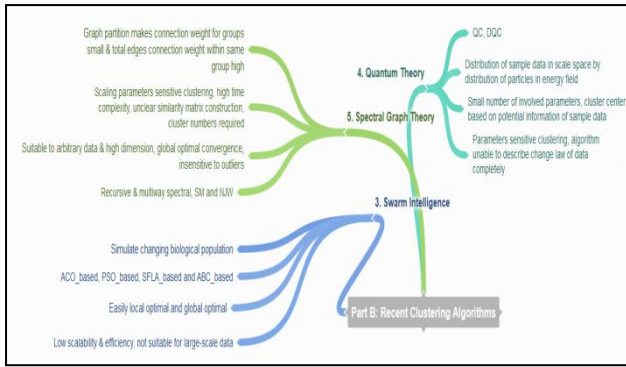 Graph partition makes connection weight for groups
small & total edges connection weight within same
group high
Scaling parameters sensitive clustering, high time
complexity, unclear similarity matrix construction,
cluster numbers required
Suitable to arbitrary data & high dimension, global optimal convergence,
insensitive to outliers
Recursive & multiway spectral, SM and NJW
5. Spectral Graph Theory
4. Quantum Theory
QC, DQC
Distribution of sample data in scale space by
distribution of particles in energy field
Small number of involved parameters, cluster center
based on potential information of sample data
Parameters sensitive clustering, algorithm
unable to describe change law of data
completely
3. Swarm Intelligence
Simulate changing biological population
ACO_based, PSO_based, SFLA_based and ABC_based
Easily local optimal and global optimal
Low scalability & efficiency, not suitable for large-scale data
Part B: Recent Clustering Algorithms